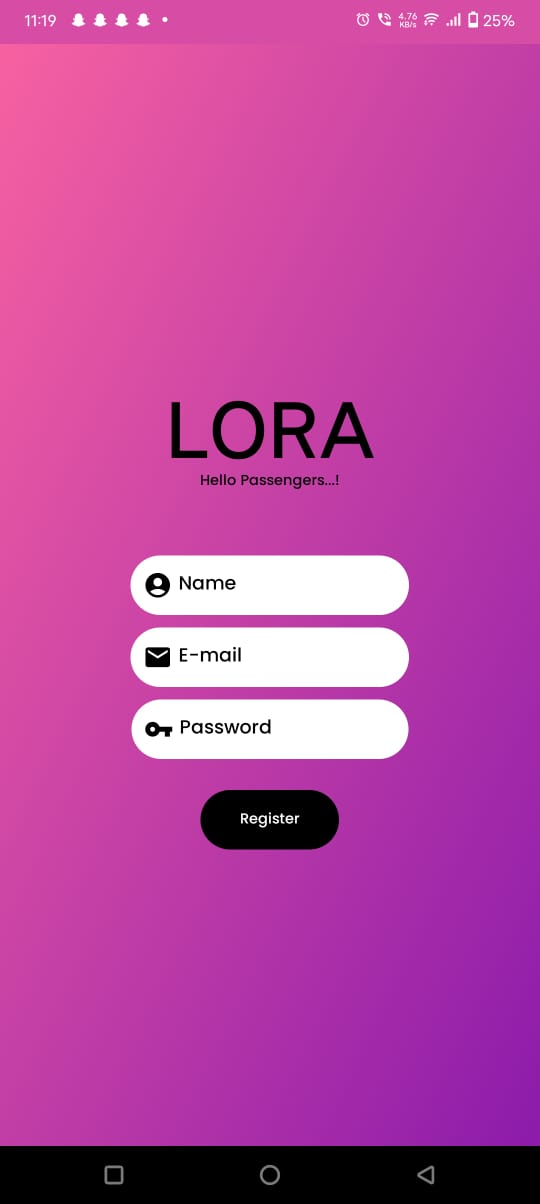 11:19 4.76 KB/s 25%
LORA
Hello Passengers...!
Name
E-mail
Password
Register